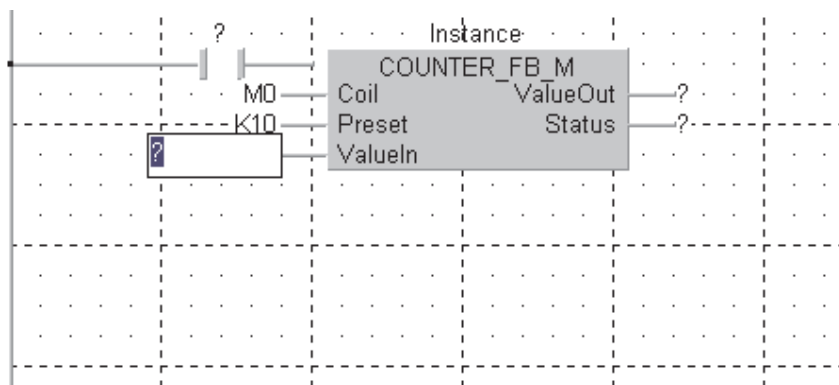 ? Instance
COUNTER_FB_M
M0 Coil ValueOut ?
K10 Preset Status ?
? ValueIn